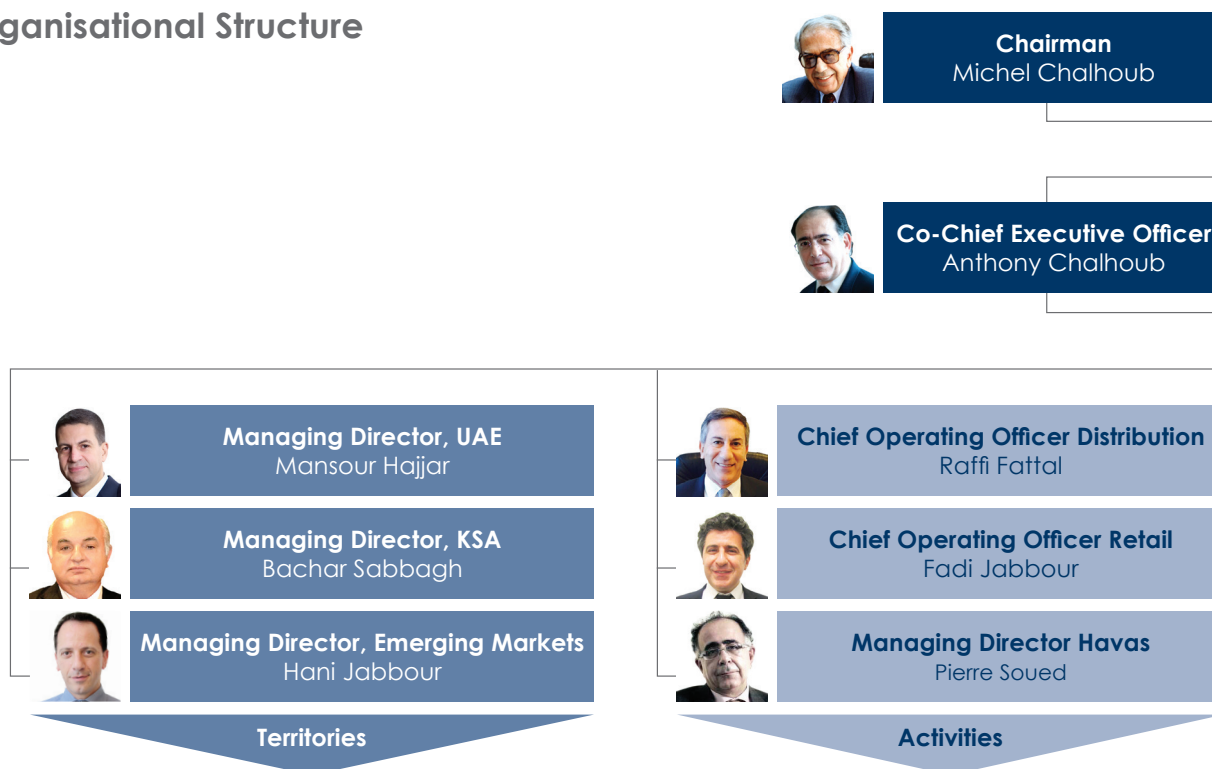 ganisational Structure
Chairman
Michel Chalhoub
Co-Chief Executive Officer
Anthony Chalhoub
Managing Director, UAE
Mansour Hajjar
Managing Director, KSA
Bachar Sabbagh
Managing Director, Emerging Markets
Hani Jabbour
Territories
Chief Operating Officer Distribution
Raffi Fattal
Chief Operating Officer Retail
Fadi Jabbour
Managing Director Havas
Pierre Soued
Activities